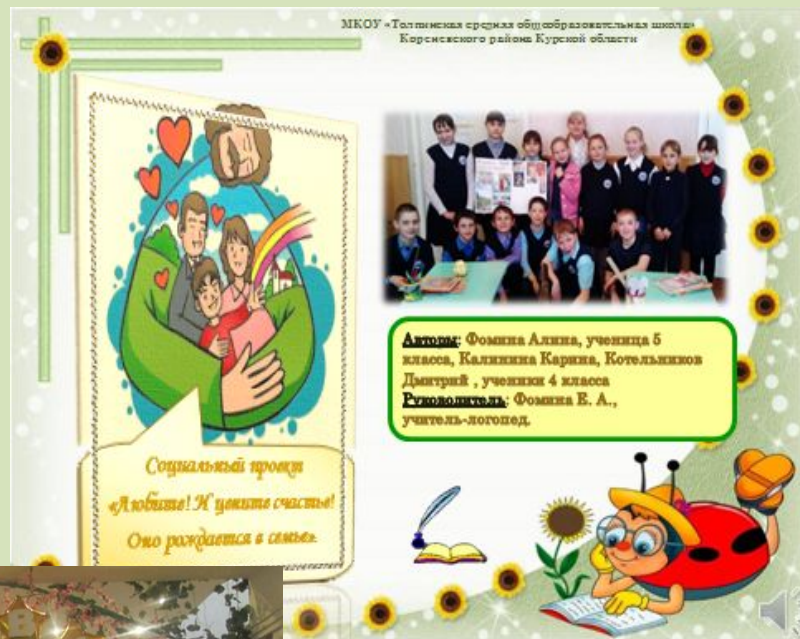 МКОУ «Толпинская средняя общеобразовательная школа»
Кореневского района Курской области
Авторы: Фомина Алина, ученица 5
класса, Калинина Карина, Котельников
Дмитрий , ученики 4 класса
Руководитель: Фомина Е. А.,
учитель-логопед.
Социальный проект
«Любите! И цените счастье!
Оно рождается в семье».